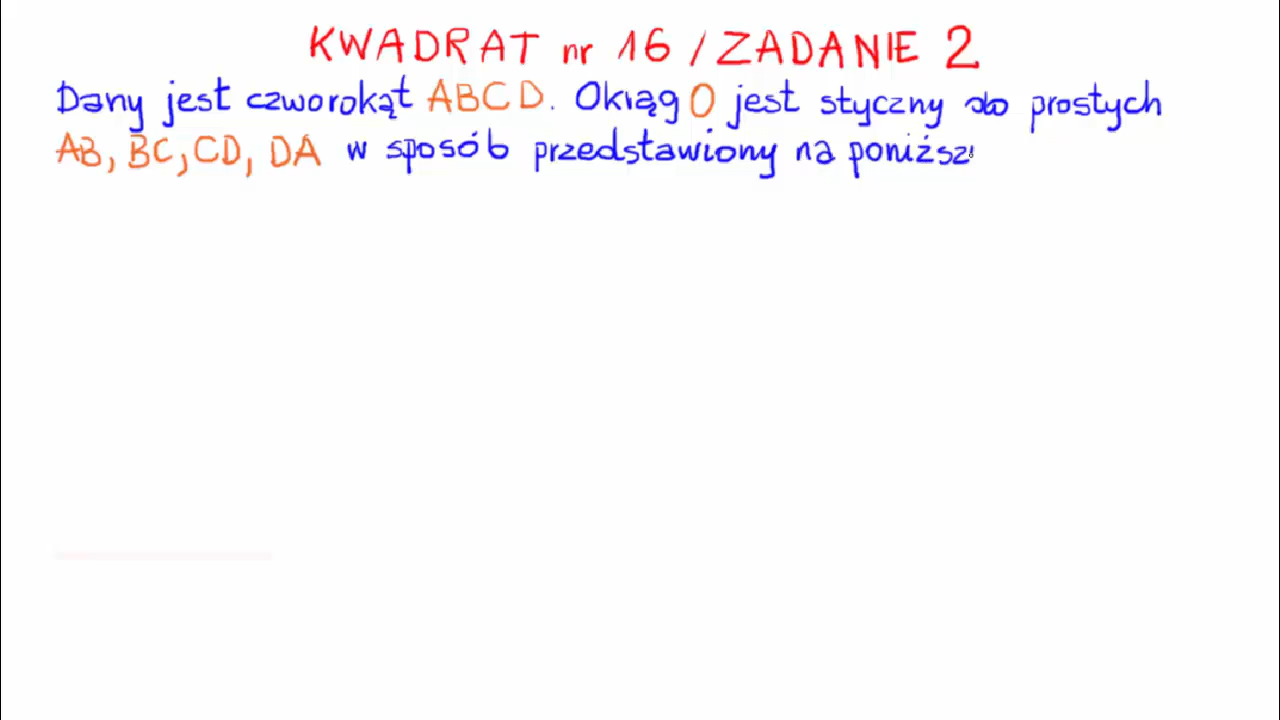 KWADRAT nr 16 / ZADANIE 2
Dany jest czworokąt ABCD. Okrąg O jest styczny do prostych
AB, BC, CD, DA w sposób przedstawiony na poniższ